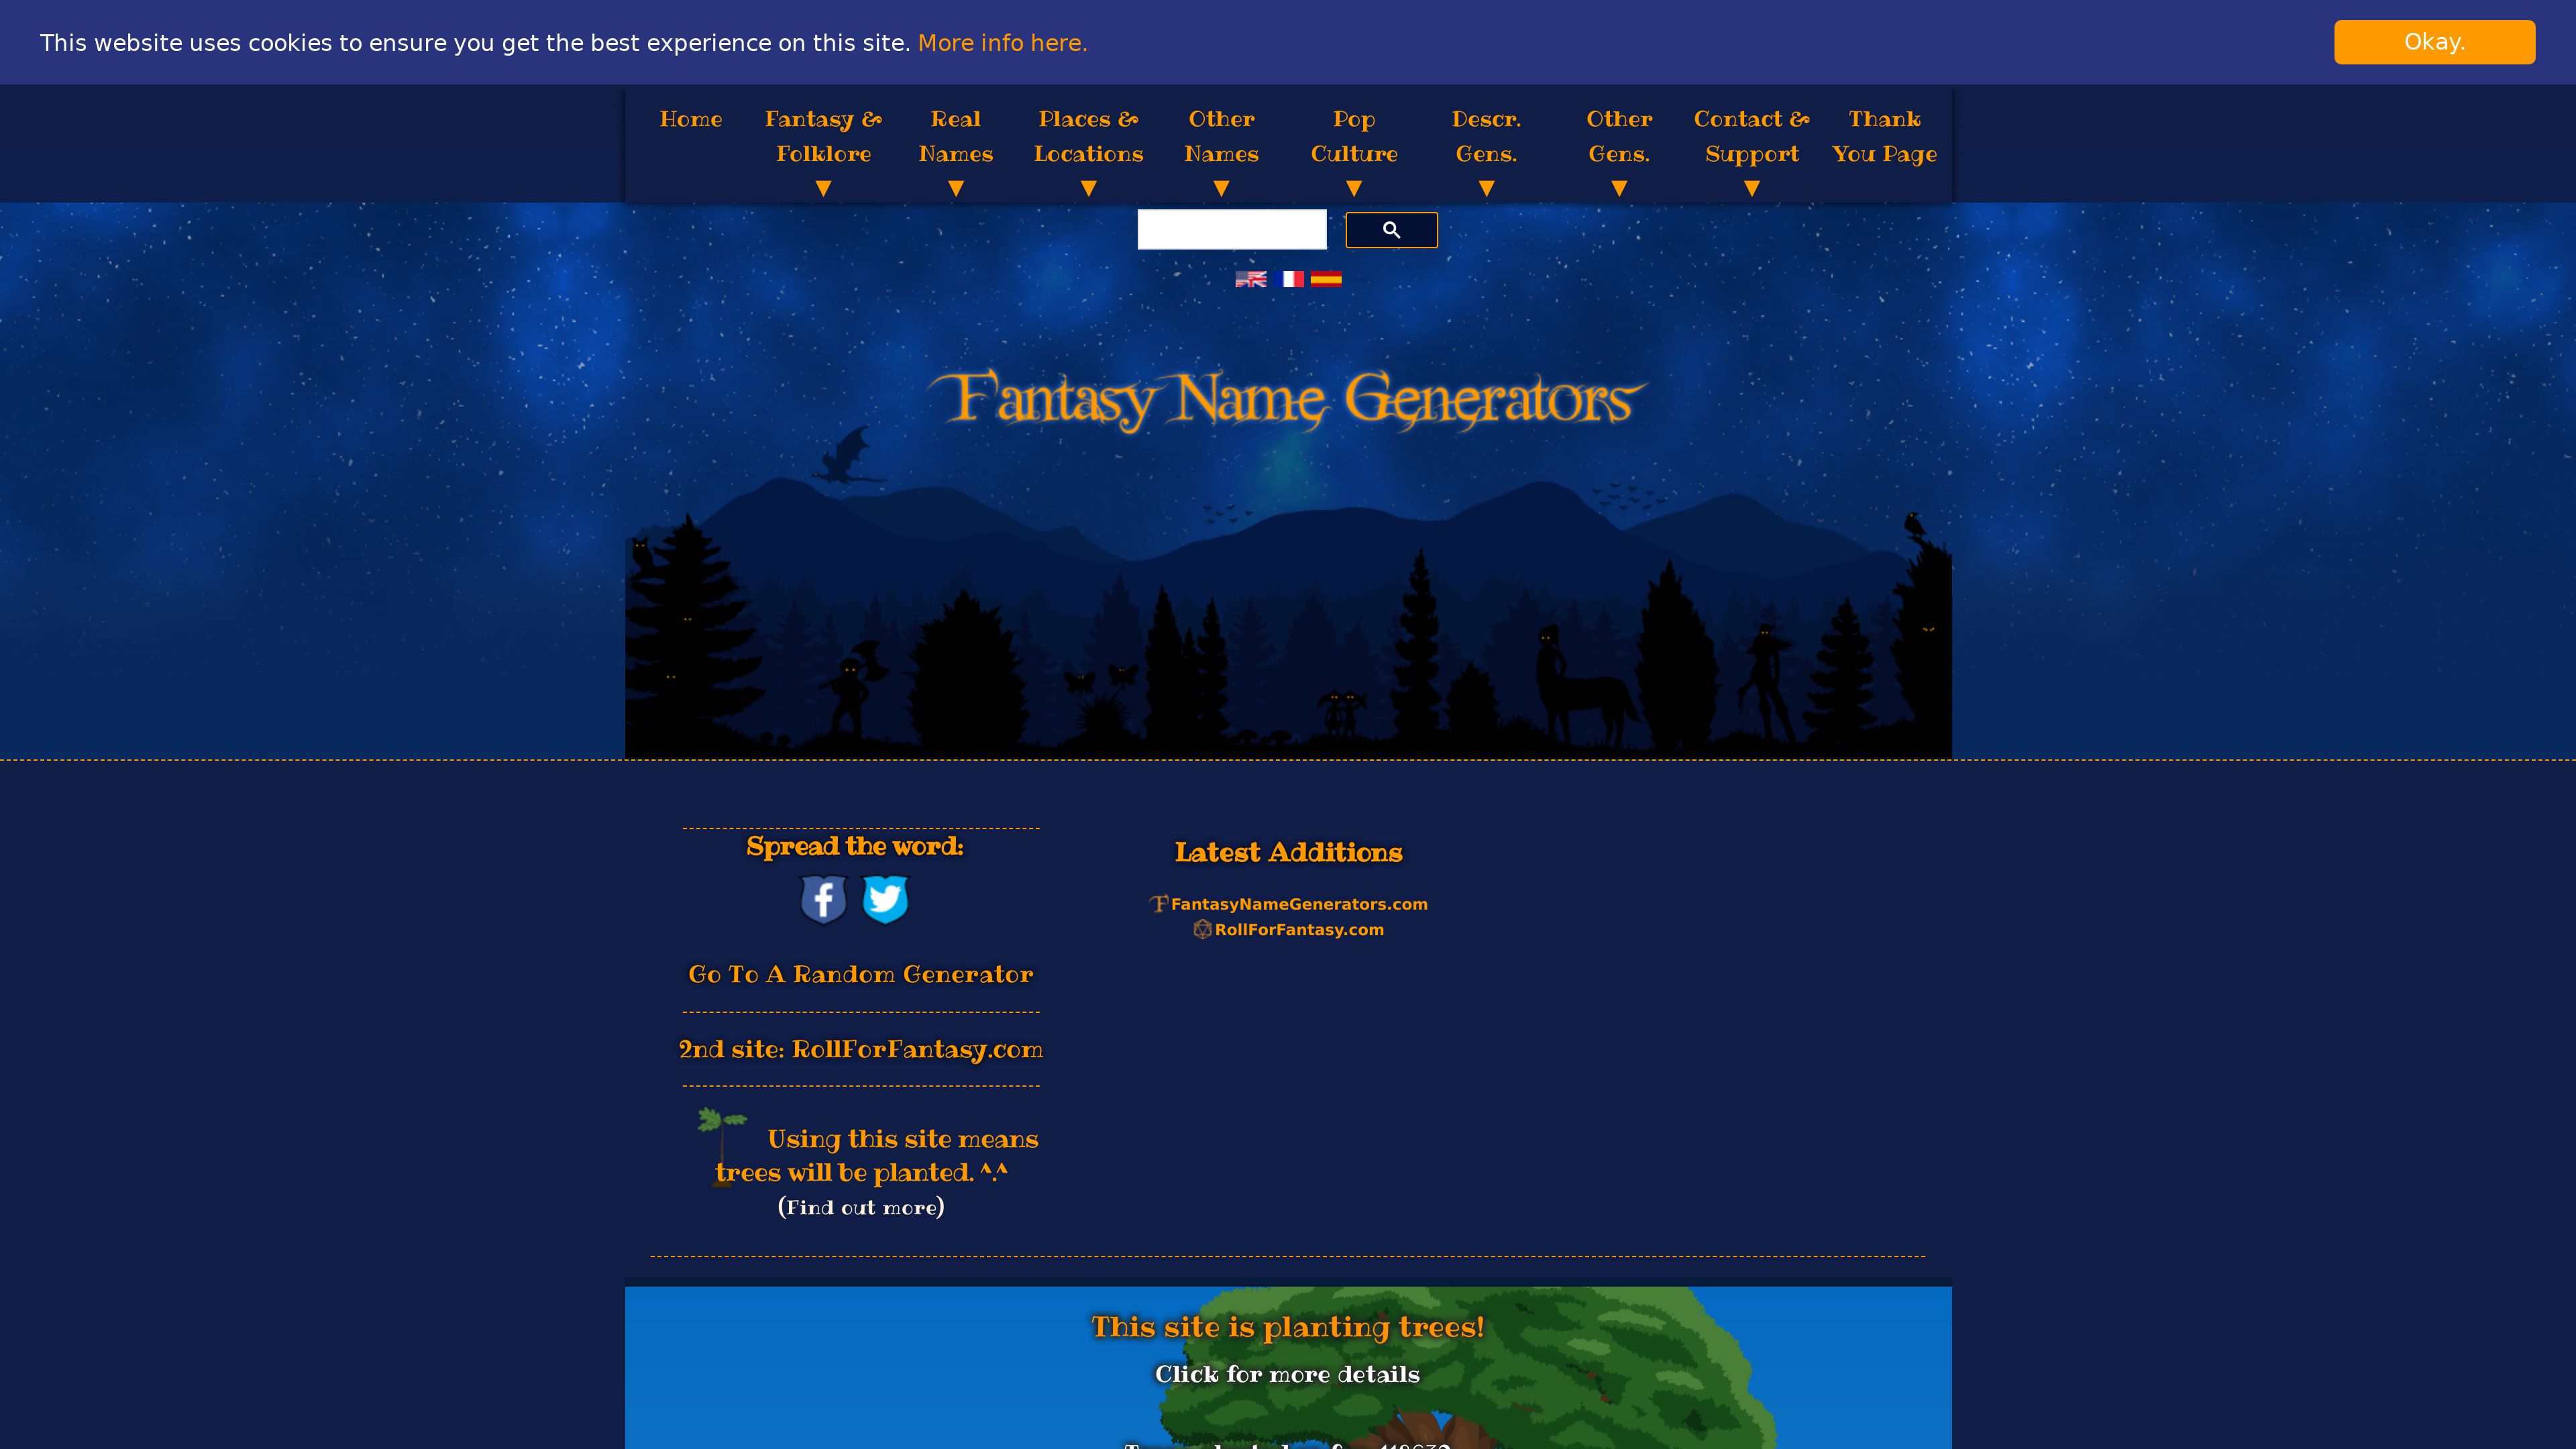 This website uses cookies to ensure you get the best experience on this site. More info here.
Okay.
Home
Fantasy &
Folklore
▼
Real
Names
▼
Places &
Locations
▼
Other
Names
▼
Pop
Culture
▼
Descr.
Gens.
▼
Other
Gens.
▼
Contact &
Support
▼
Thank
You Page
Fantasy Name Generators
Spread the word:
Go To A Random Generator
2nd site: RollForFantasy.com
Using this site means
trees will be planted. ^.^
(Find out more)
Latest Additions
FantasyNameGenerators.com
RollForFantasy.com
This site is planting trees!
Click for more details